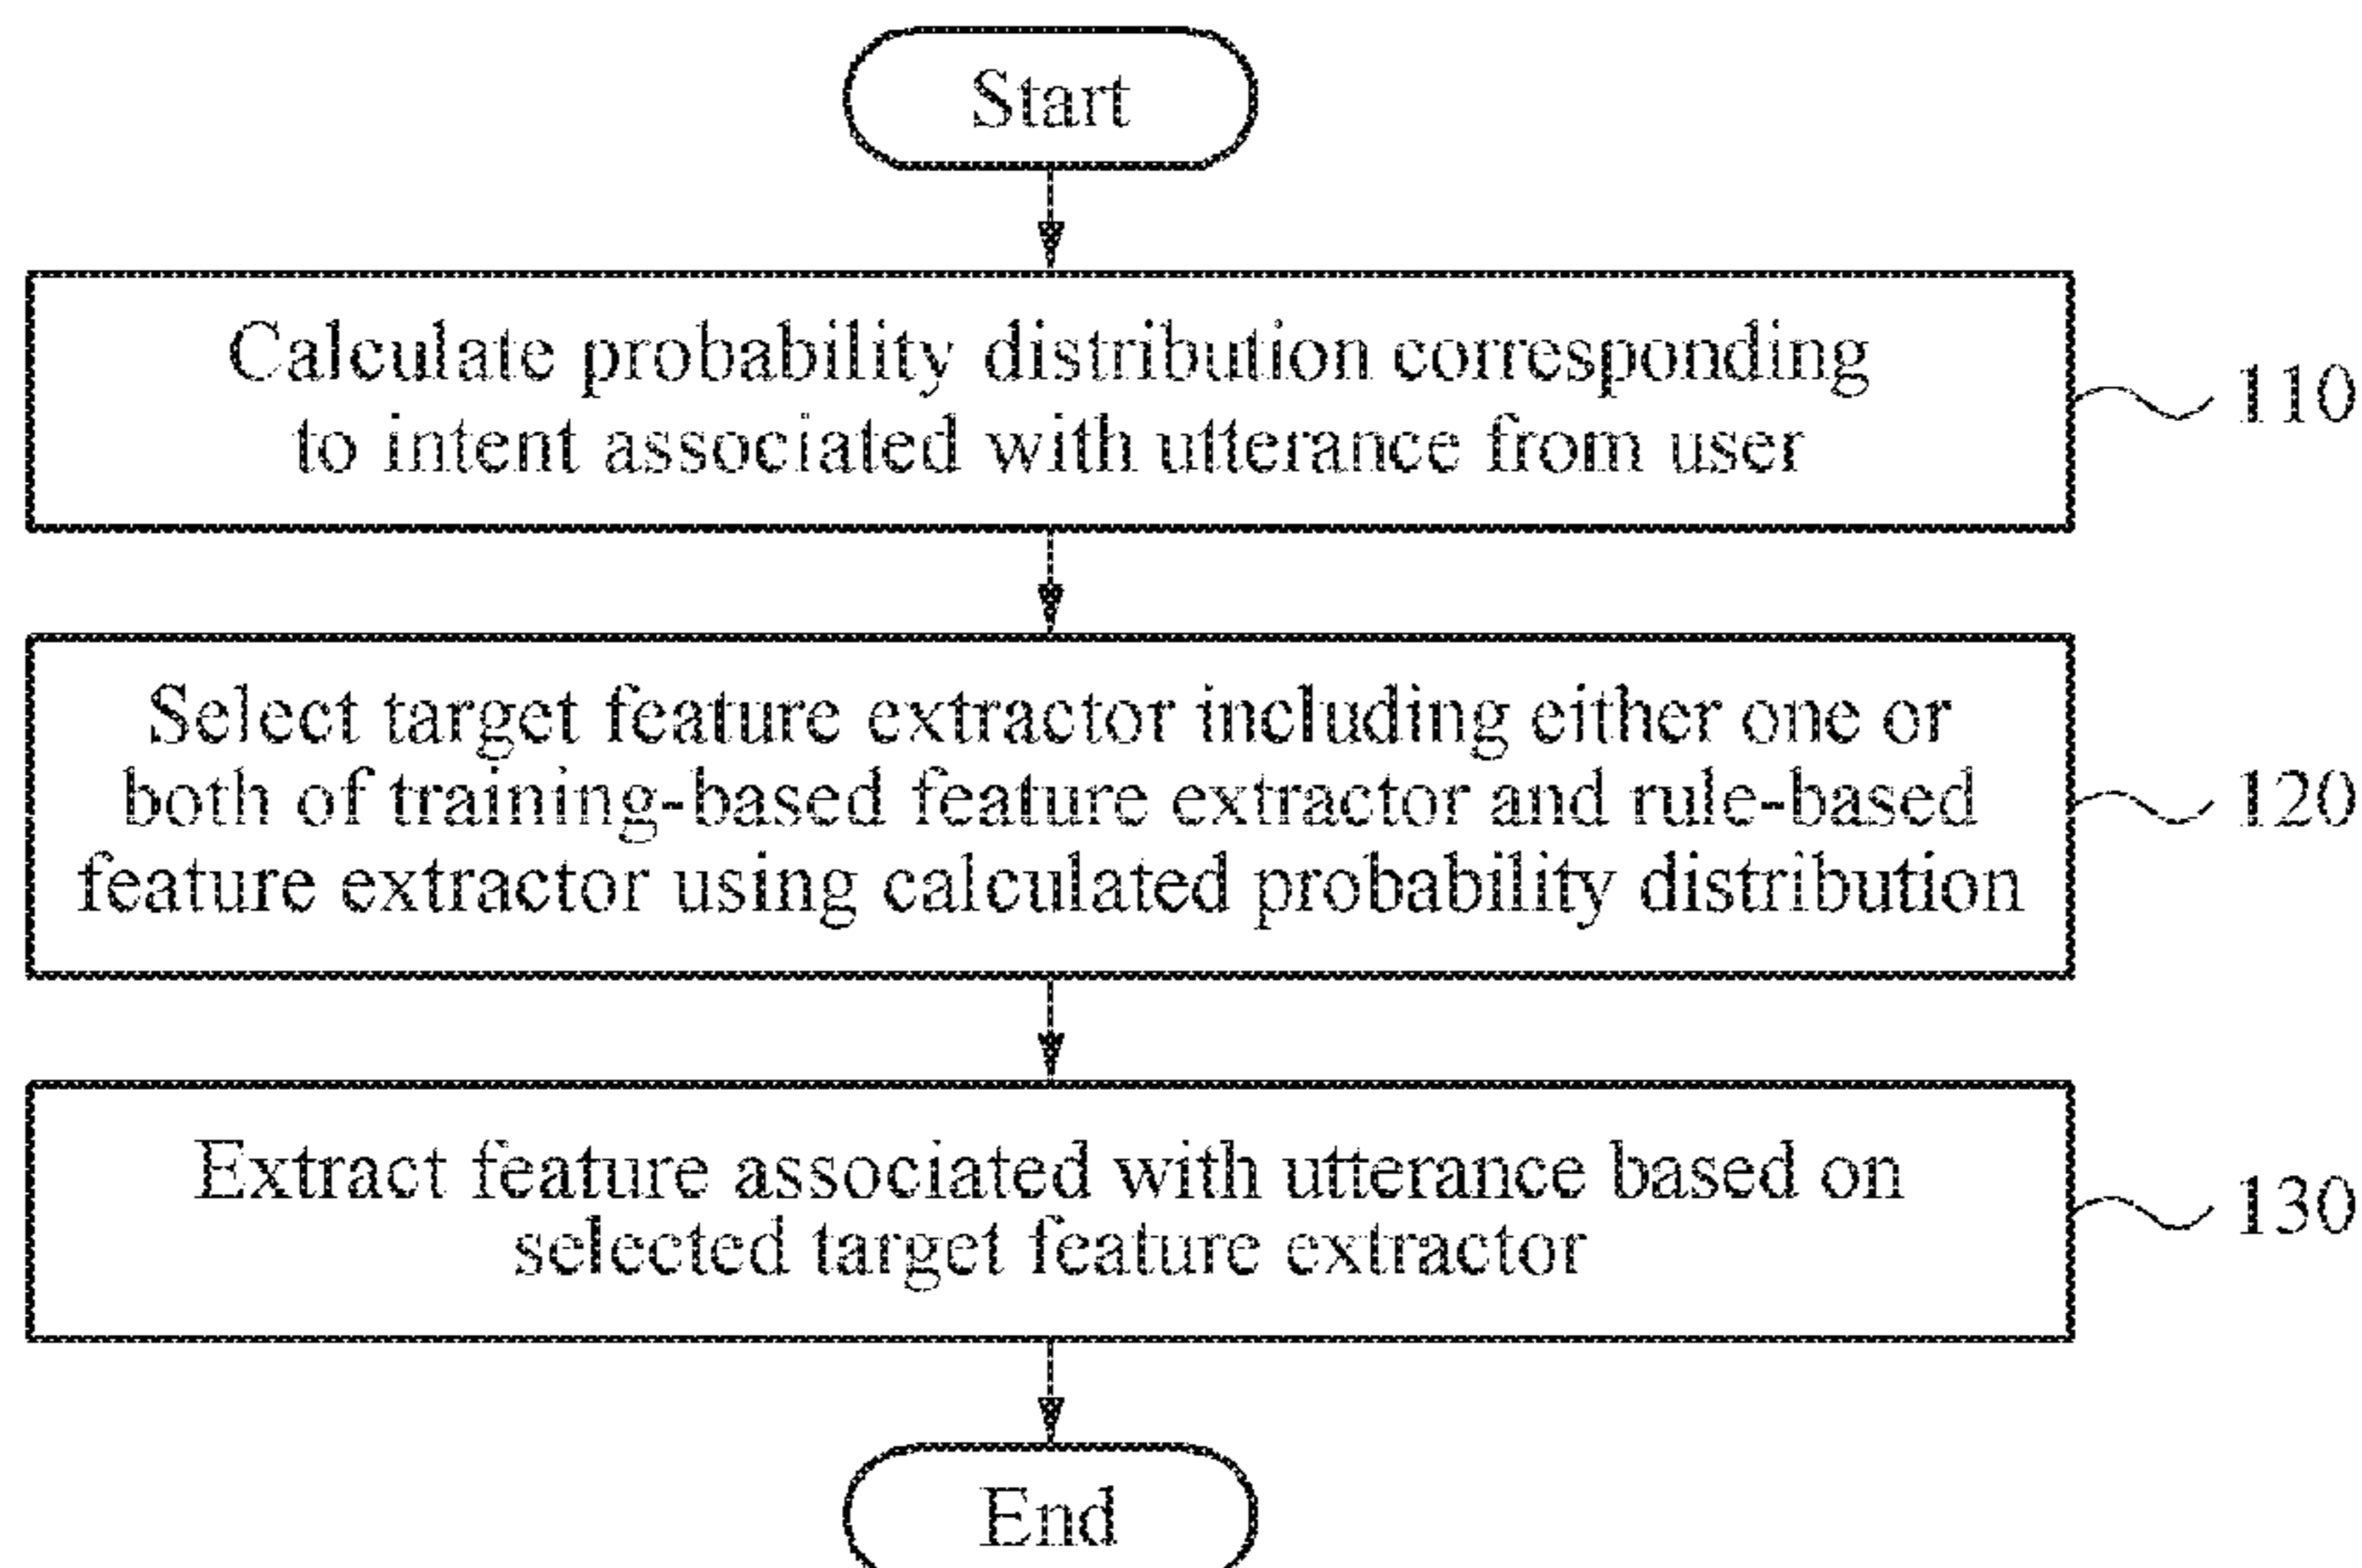 Start
Calculate probability distribution corresponding
to intent associated with utterance from user
110
Select target feature extractor including either one or
both of training-based feature extractor and rule-based
feature extractor using calculated probability distribution
120
Extract feature associated with utterance based on
selected target feature extractor
130
End